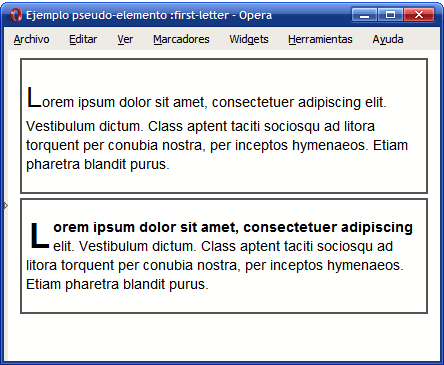 Ejemplo pseudo-elemento :first-letter - Opera
Archivo Editar Ver Marcadores Widgets Herramientas Ayuda
Lorem ipsum dolor sit amet, consectetuer adipiscing elit.
Vestibulum dictum. Class aptent taciti sociosqu ad litora
torquent per conubia nostra, per inceptos hymenaeos. Etiam
pharetra blandit purus.
Lorem ipsum dolor sit amet, consectetuer adipiscing
elit. Vestibulum dictum. Class aptent taciti sociosqu ad
litora torquent per conubia nostra, per inceptos hymenaeos.
Etiam pharetra blandit purus.